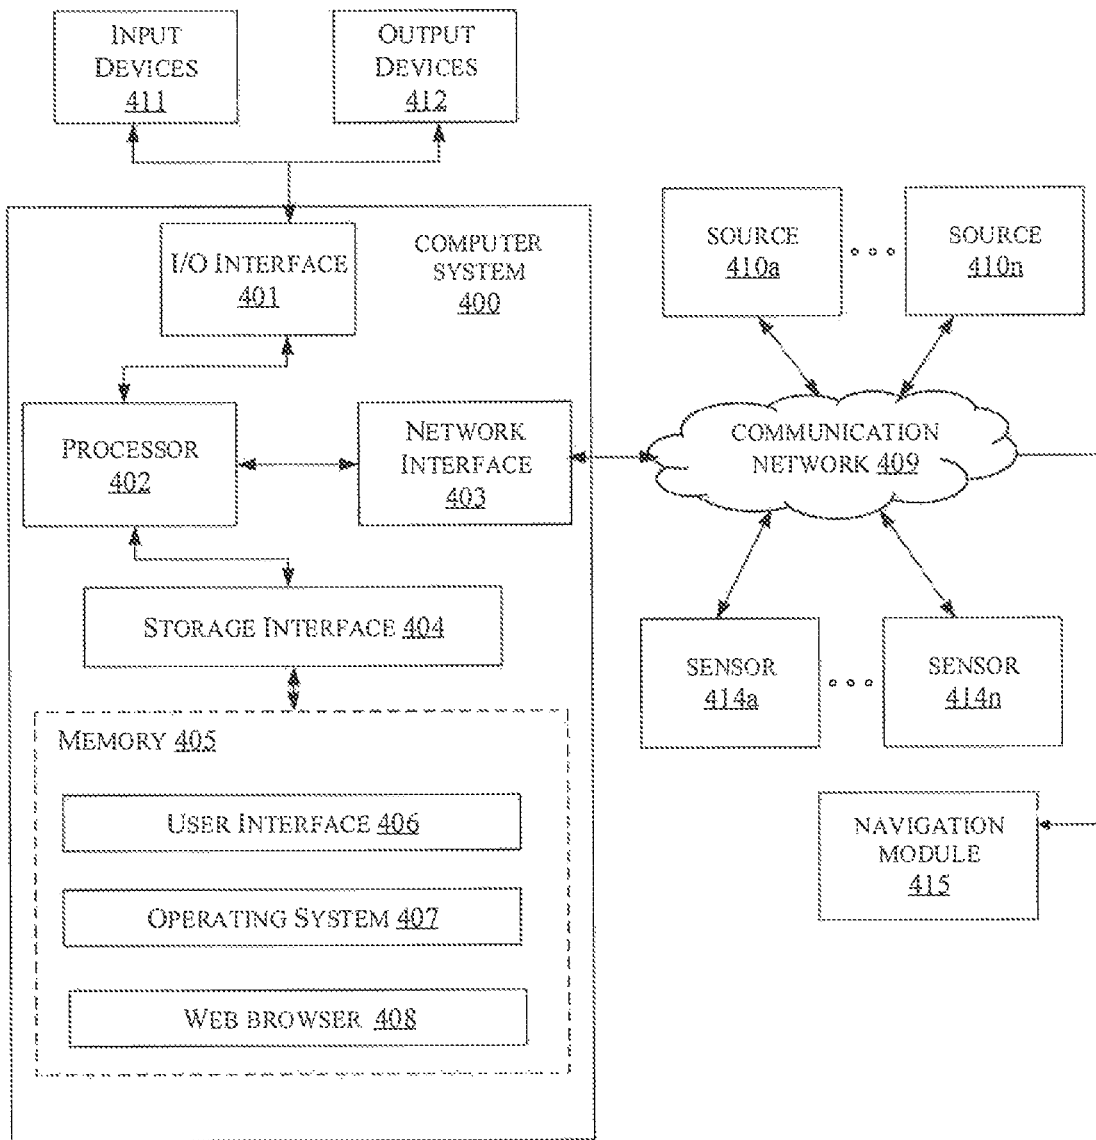 INPUT
DEVICES
411
OUTPUT
DEVICES
412
I/O INTERFACE
401
COMPUTER
SYSTEM
400
PROCESSOR
402
NETWORK
INTERFACE
403
STORAGE INTERFACE 404
MEMORY 405
USER INTERFACE 406
OPERATING SYSTEM 407
WEB BROWSER 408
SOURCE
410a
SOURCE
410n
COMMUNICATION
NETWORK 409
SENSOR
414a
SENSOR
414n
NAVIGATION
MODULE
415